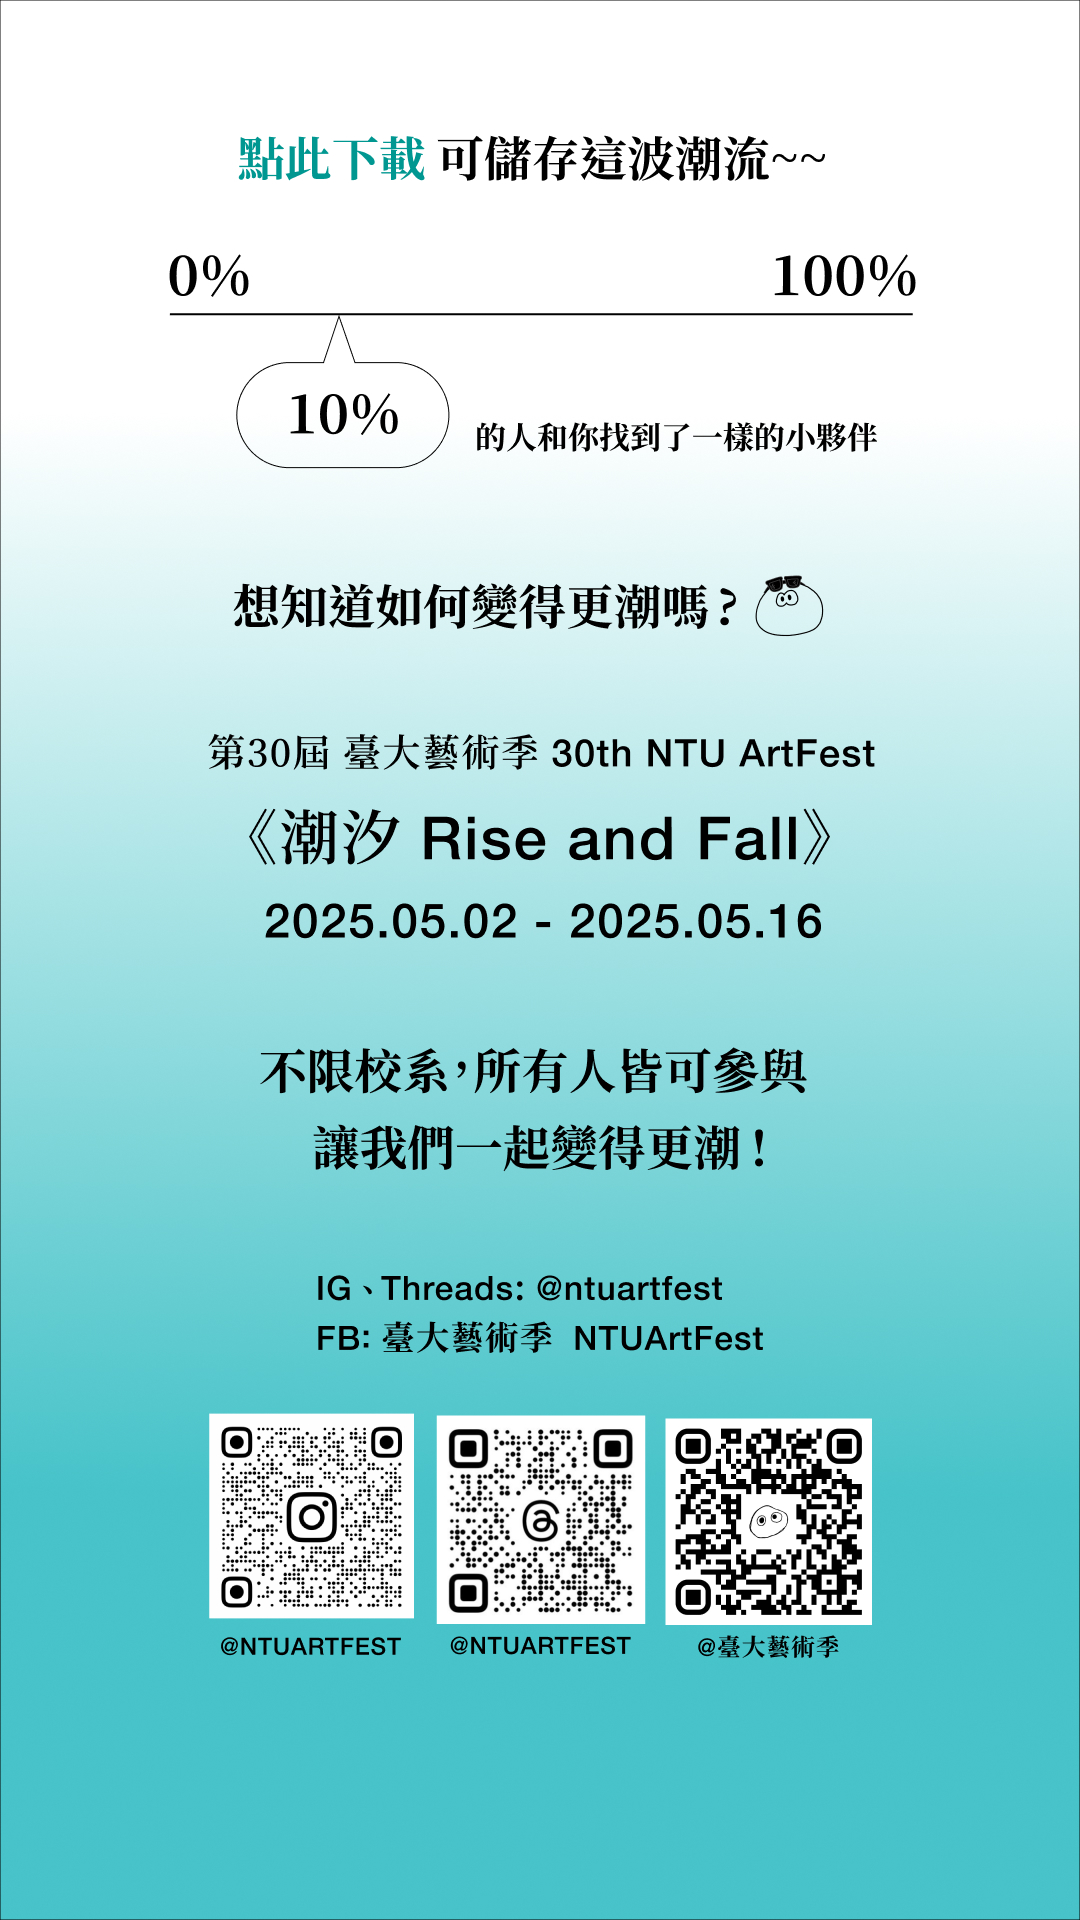 點此下載 可儲存這波潮流~~
0% 100%
10% 的人和你找到了一樣的小夥伴
想知道如何變得更潮嗎？
第30屆 臺大藝術季 30th NTU ArtFest
《潮汐 Rise and Fall》
2025.05.02 - 2025.05.16
不限校系，所有人皆可參與
讓我們一起變得更潮！
IG、Threads: @ntuartfest
FB: 臺大藝術季 NTUArtFest
@NTUARTFEST @NTUARTFEST @臺大藝術季